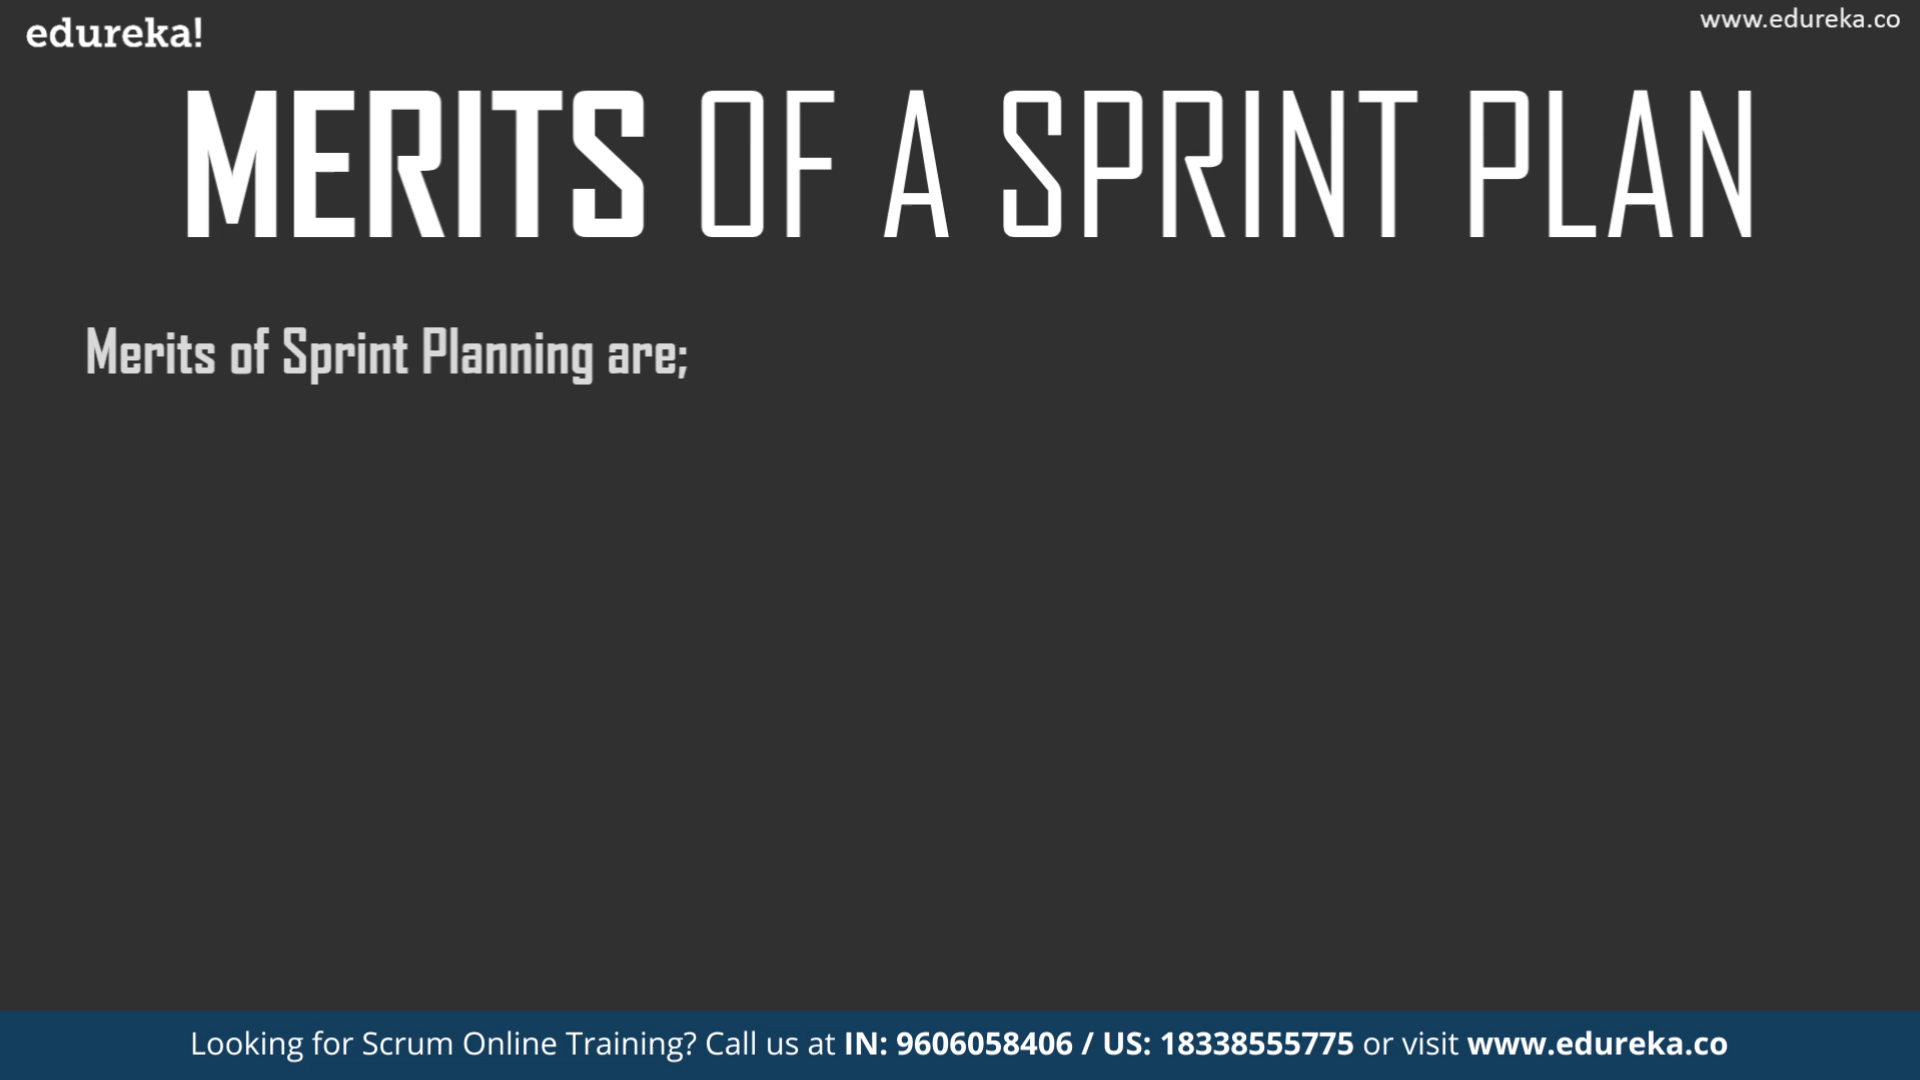 edureka!
www.edureka.co
MERITS OF A SPRINT PLAN
Merits of Sprint Planning are;
Looking for Scrum Online Training? Call us at IN: 9606058406 / US: 18338555775 or visit www.edureka.co